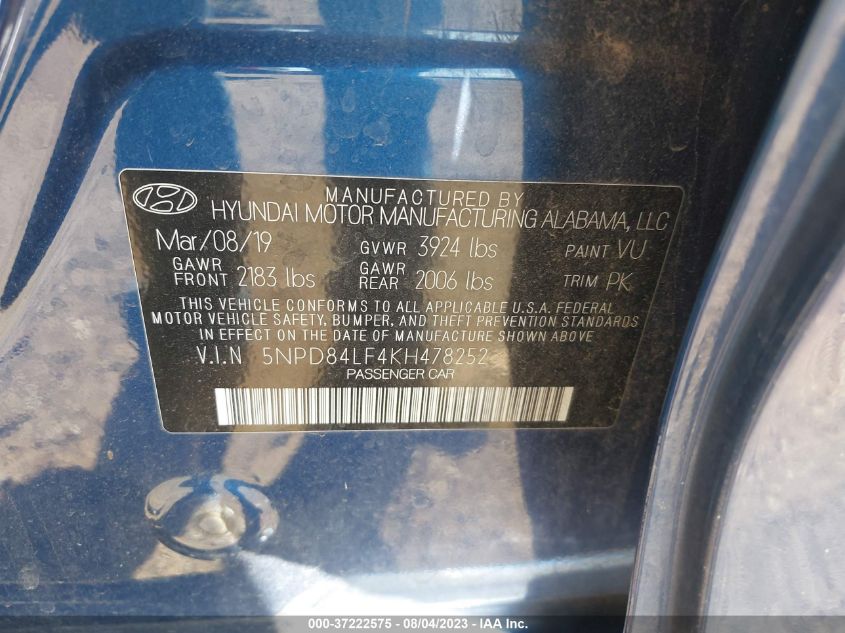 MANUFACTURED BY
HYUNDAI MOTOR MANUFACTURING ALABAMA, LLC
Mar/08/19 GVWR 3924 lbs PAINT VU
GAWR FRONT 2183 lbs GAWR REAR 2006 lbs TRIM PK
THIS VEHICLE CONFORMS TO ALL APPLICABLE U.S.A. FEDERAL
MOTOR VEHICLE SAFETY, BUMPER, AND THEFT PREVENTION STANDARDS
IN EFFECT ON THE DATE OF MANUFACTURE SHOWN ABOVE
V.I.N 5NPD84LF4KH478252
PASSENGER CAR
000-37222575 - 08/04/2023 - IAA Inc.